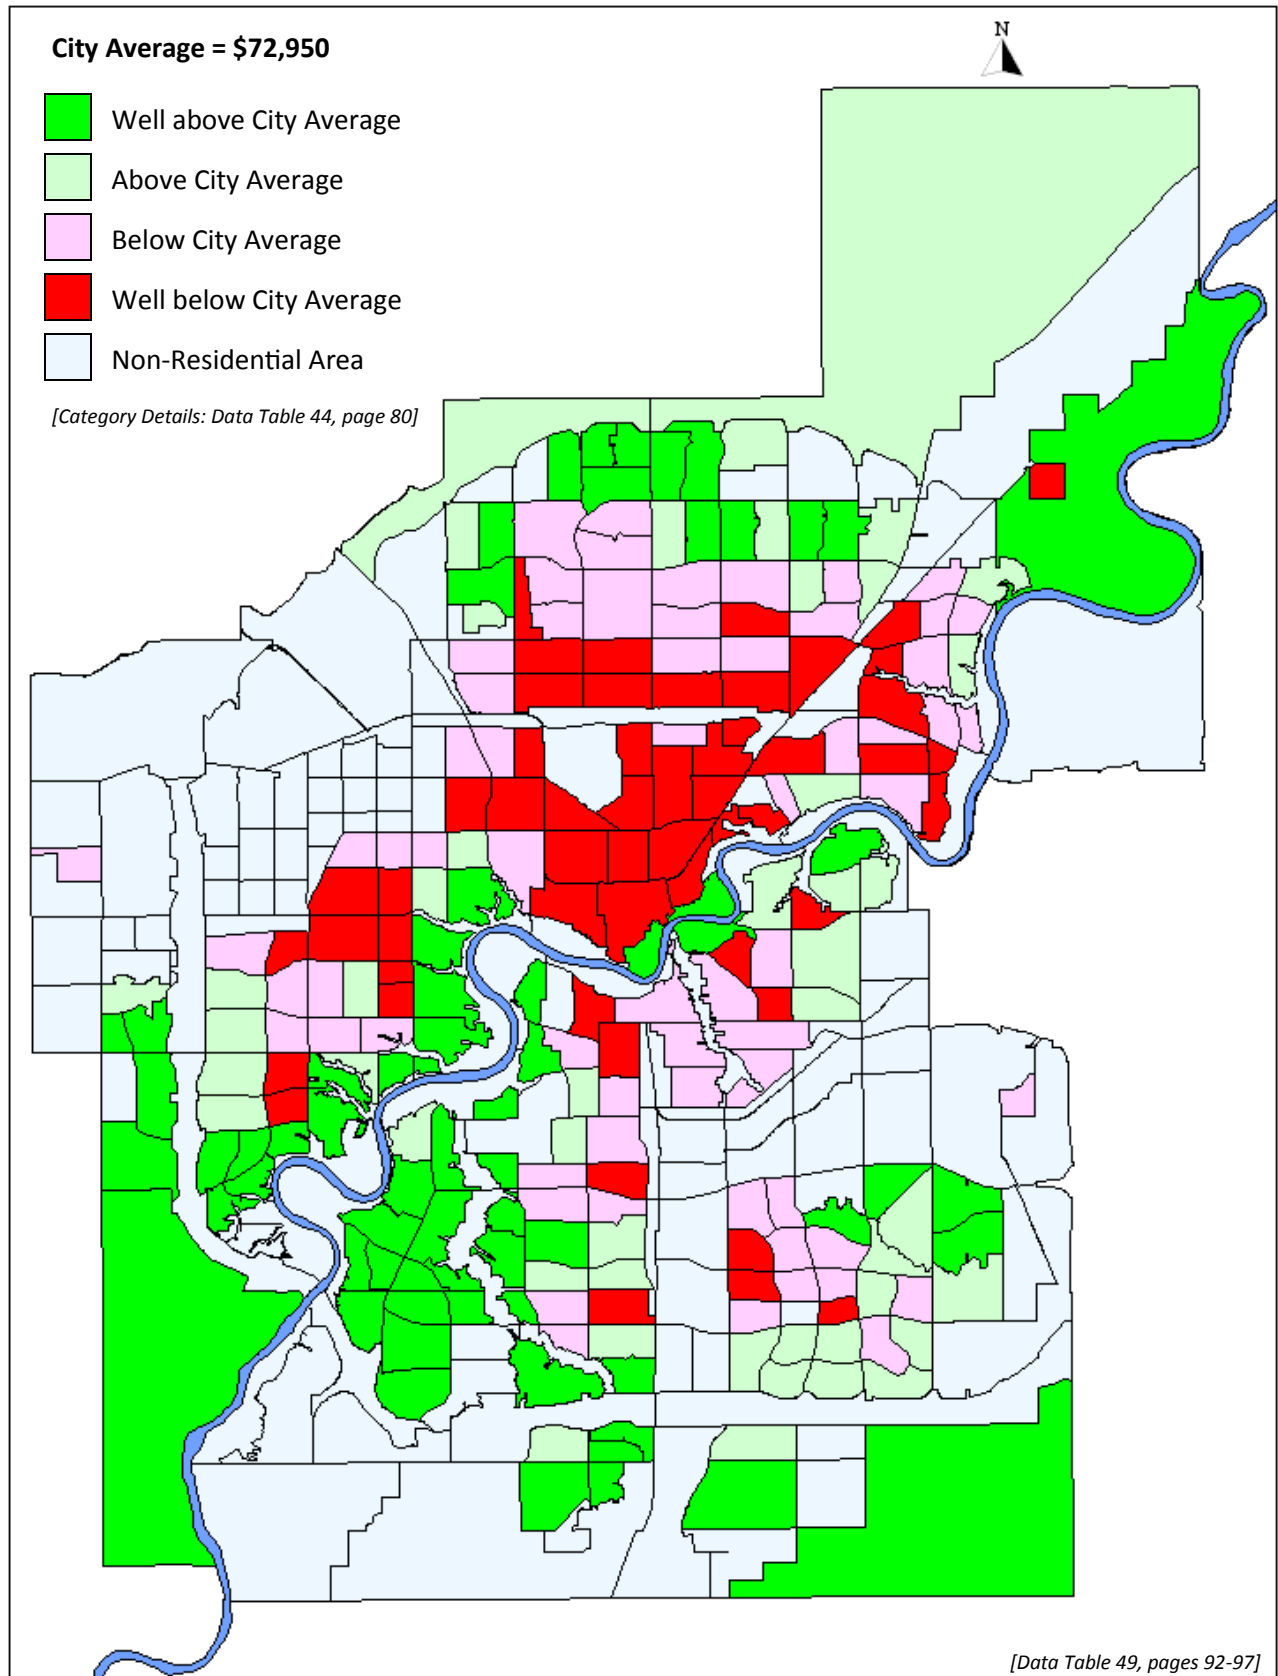 N
City Average = $72,950
Well above City Average
Above City Average
Below City Average
Well below City Average
Non-Residential Area
[Category Details: Data Table 44, page 80]
[Data Table 49, pages 92-97]